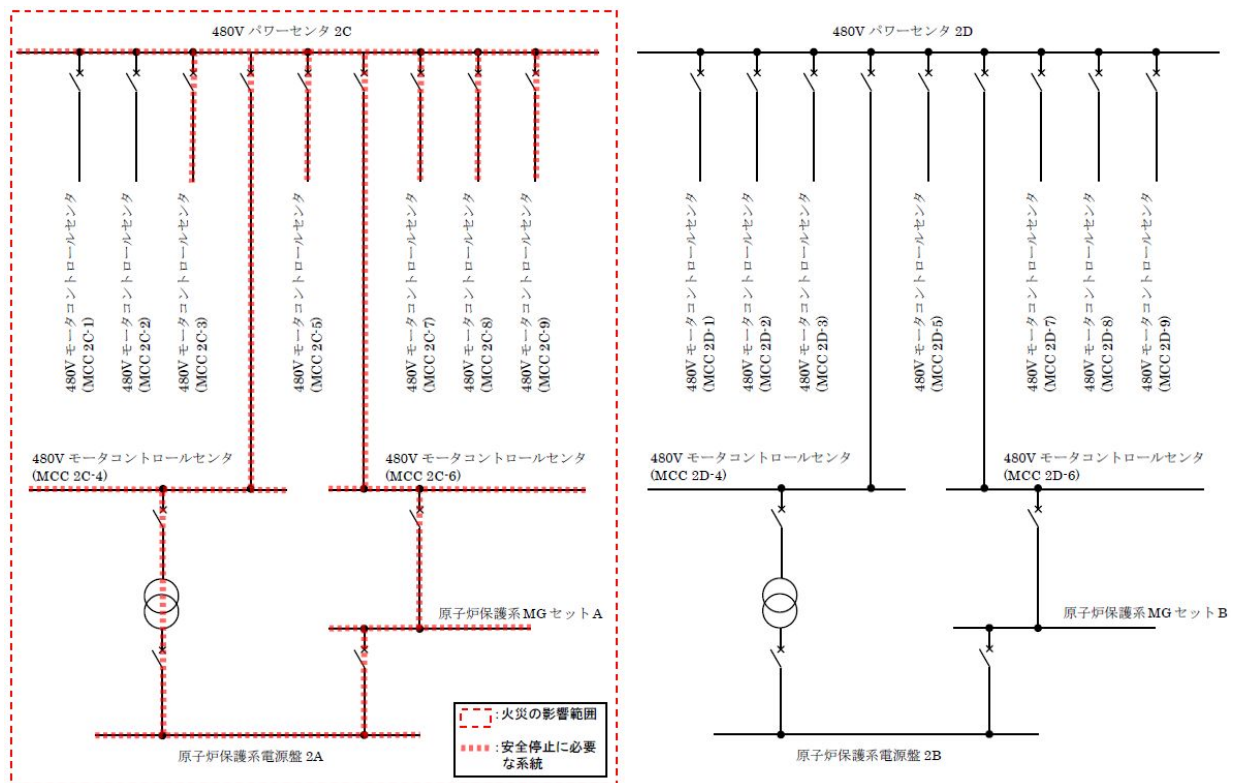 480V パワーセンタ 2C
480V パワーセンタ 2D
480V モータコントロールセンタ
(MCC 2C-1)
480V モータコントロールセンタ
(MCC 2C-2)
480V モータコントロールセンタ
(MCC 2C-3)
480V モータコントロールセンタ
(MCC 2C-5)
480V モータコントロールセンタ
(MCC 2C-7)
480V モータコントロールセンタ
(MCC 2C-8)
480V モータコントロールセンタ
(MCC 2C-9)
480V モータコントロールセンタ
(MCC 2D-1)
480V モータコントロールセンタ
(MCC 2D-2)
480V モータコントロールセンタ
(MCC 2D-3)
480V モータコントロールセンタ
(MCC 2D-5)
480V モータコントロールセンタ
(MCC 2D-7)
480V モータコントロールセンタ
(MCC 2D-8)
480V モータコントロールセンタ
(MCC 2D-9)
480V モータコントロールセンタ
(MCC 2C-4)
480V モータコントロールセンタ
(MCC 2C-6)
480V モータコントロールセンタ
(MCC 2D-4)
480V モータコントロールセンタ
(MCC 2D-6)
原子炉保護系 MG セット A
原子炉保護系 MG セット B
原子炉保護系電源盤 2A
原子炉保護系電源盤 2B
:火災の影響範囲
:安全停止に必要
な系統